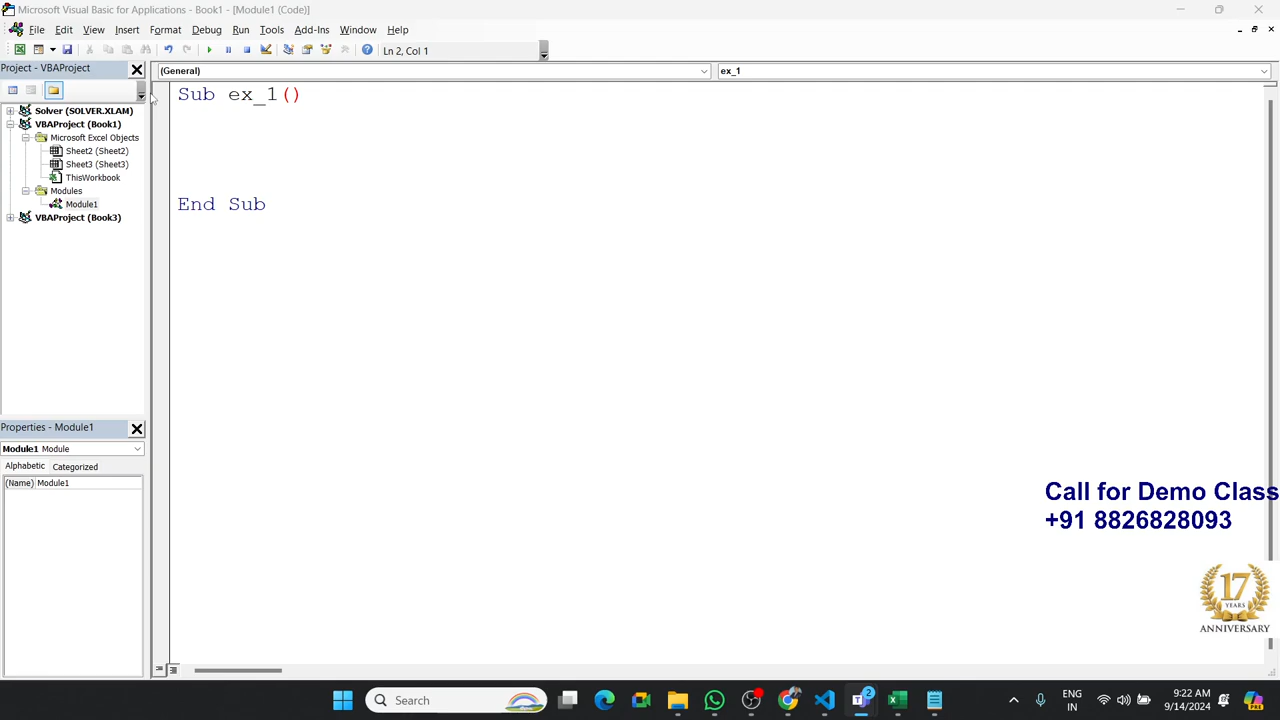 Microsoft Visual Basic for Applications - Book1 - [Module1 (Code)]
File Edit View Insert Format Debug Run Tools Add-Ins Window Help
Ln 2, Col 1
Project - VBAProject
(General) ex_1
Solver (SOLVER.XLAM)
VBAProject (Book1)
Microsoft Excel Objects
Sheet2 (Sheet2)
Sheet3 (Sheet3)
ThisWorkbook
Modules
Module1
VBAProject (Book3)
Sub ex_1()
End Sub
Properties - Module1
Module1 Module
Alphabetic Categorized
(Name) Module1
Call for Demo Class
+91 8826828093
17
YEARS
ANNIVERSARY
Search
2
ENG
IN
9:22 AM
9/14/2024